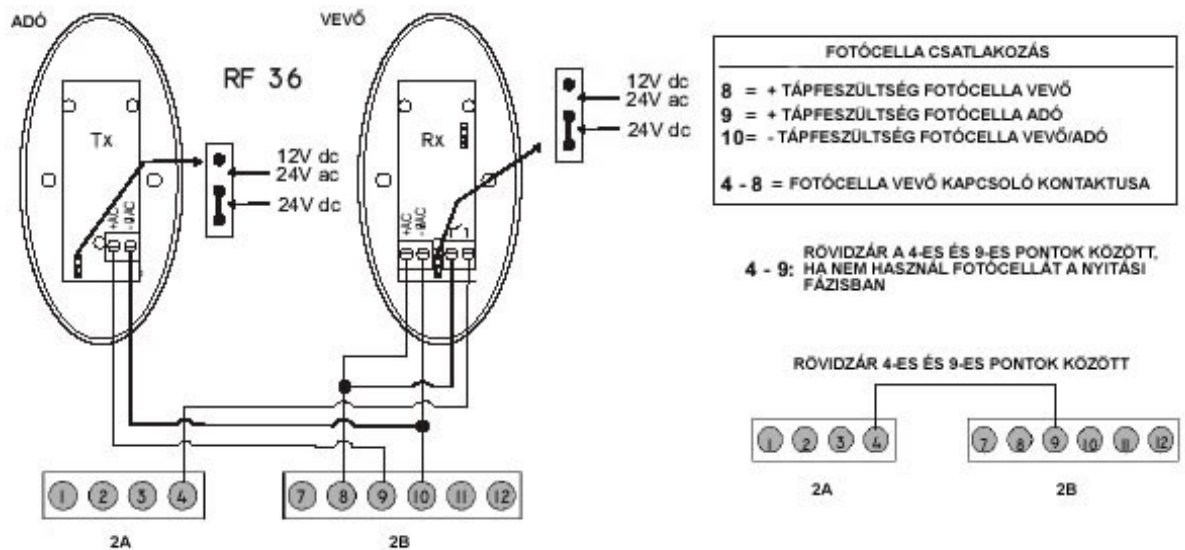 ADÓ
VEVŐ
RF 36
Tx
12V dc
24V ac
24V dc
+AC
-0AC
Rx
12V dc
24V ac
24V dc
+AC
-0AC
1 2 3 4
2A
7 8 9 10 11 12
2B
FOTÓCELLA CSATLAKOZÁS
8 = + TÁPFESZÜLTSÉG FOTÓCELLA VEVŐ
9 = + TÁPFESZÜLTSÉG FOTÓCELLA ADÓ
10= - TÁPFESZÜLTSÉG FOTÓCELLA VEVŐ/ADÓ
4 - 8 = FOTÓCELLA VEVŐ KAPCSOLÓ KONTAKTUSA
4 - 9: RÖVIDZÁR A 4-ES ÉS 9-ES PONTOK KÖZÖTT,
HA NEM HASZNÁL FOTÓCELLÁT A NYITÁSI
FÁZISBAN
RÖVIDZÁR 4-ES ÉS 9-ES PONTOK KÖZÖTT
1 2 3 4
2A
7 8 9 10 11 12
2B